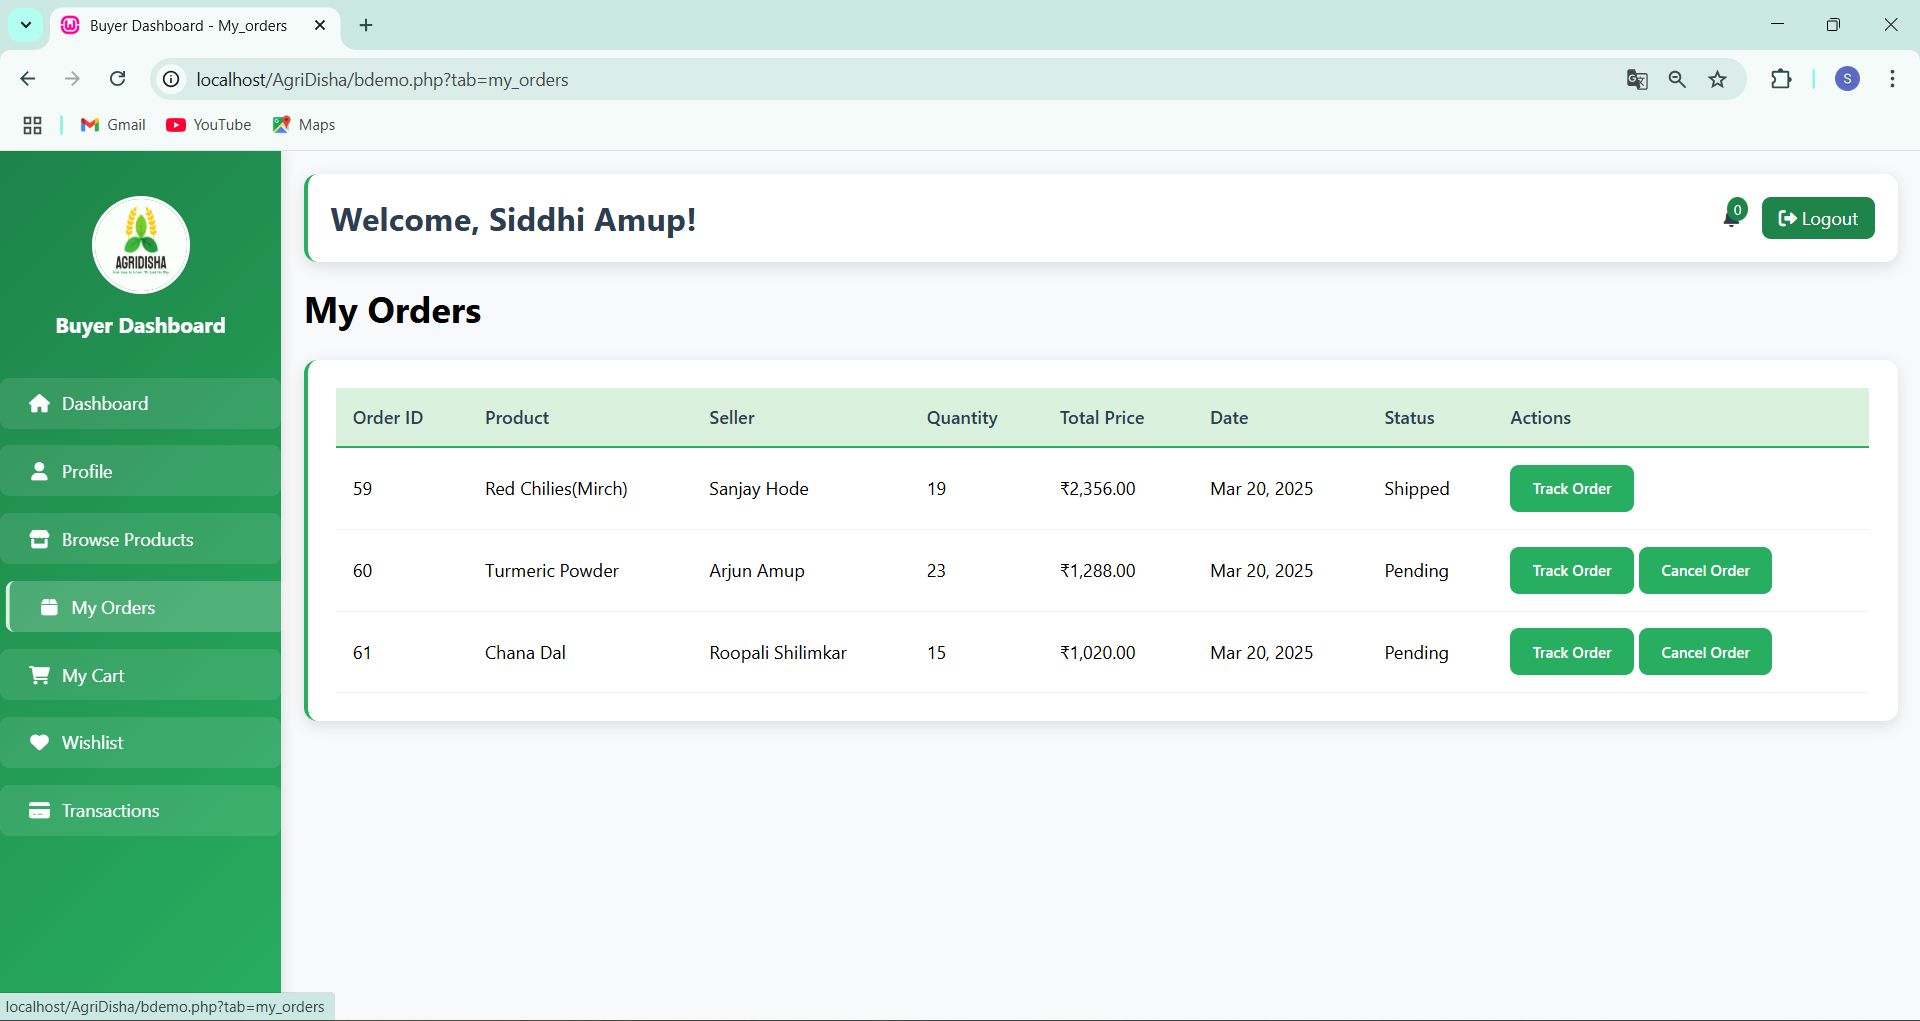 Buyer Dashboard - My_orders
localhost/AgriDisha/bdemo.php?tab=my_orders
S
Gmail
YouTube
Maps
AGRIDISHA
Buyer Dashboard
Dashboard
Profile
Browse Products
My Orders
My Cart
Wishlist
Transactions
Welcome, Siddhi Amup!
0
Logout
My Orders
Order ID Product Seller Quantity Total Price Date Status Actions
59 Red Chilies(Mirch) Sanjay Hode 19 ₹2,356.00 Mar 20, 2025 Shipped Track Order
60 Turmeric Powder Arjun Amup 23 ₹1,288.00 Mar 20, 2025 Pending Track Order Cancel Order
61 Chana Dal Roopali Shilimkar 15 ₹1,020.00 Mar 20, 2025 Pending Track Order Cancel Order
localhost/AgriDisha/bdemo.php?tab=my_orders